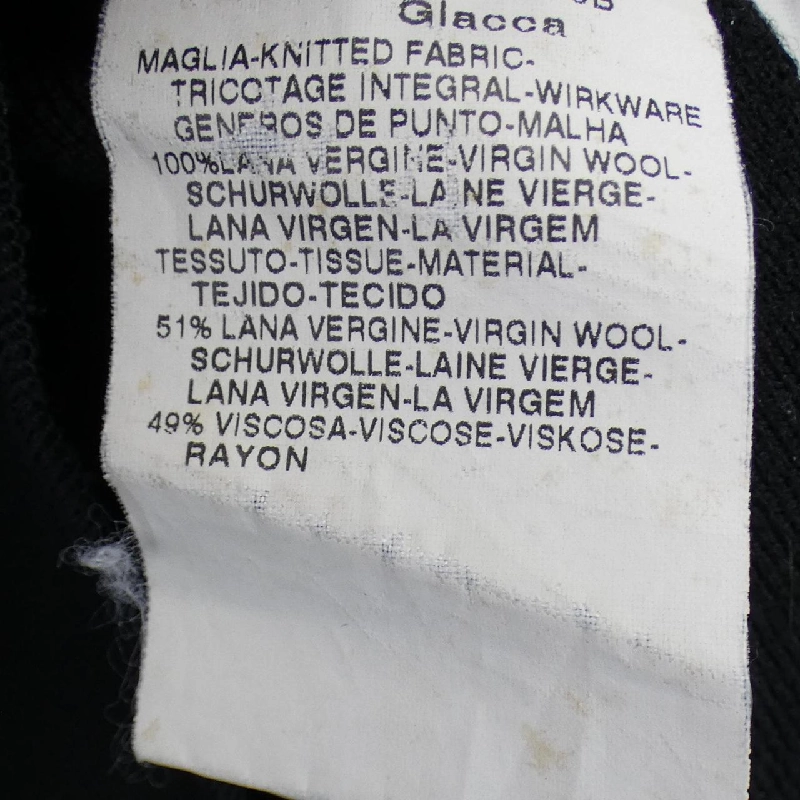 Giacca
MAGLIA-KNITTED FABRIC-
TRICOTAGE INTEGRAL-WIRKWARE
GENEROS DE PUNTO-MALHA
100%LANA VERGINE-VIRGIN WOOL-
SCHURWOLLE-LAINE VIERGE-
LANA VIRGEN-LA VIRGEM
TESSUTO-TISSUE-MATERIAL-
TEJIDO-TECIDO
51% LANA VERGINE-VIRGIN WOOL-
SCHURWOLLE-LAINE VIERGE-
LANA VIRGEN-LA VIRGEM
49% VISCOSA-VISCOSE-VISKOSE-
RAYON